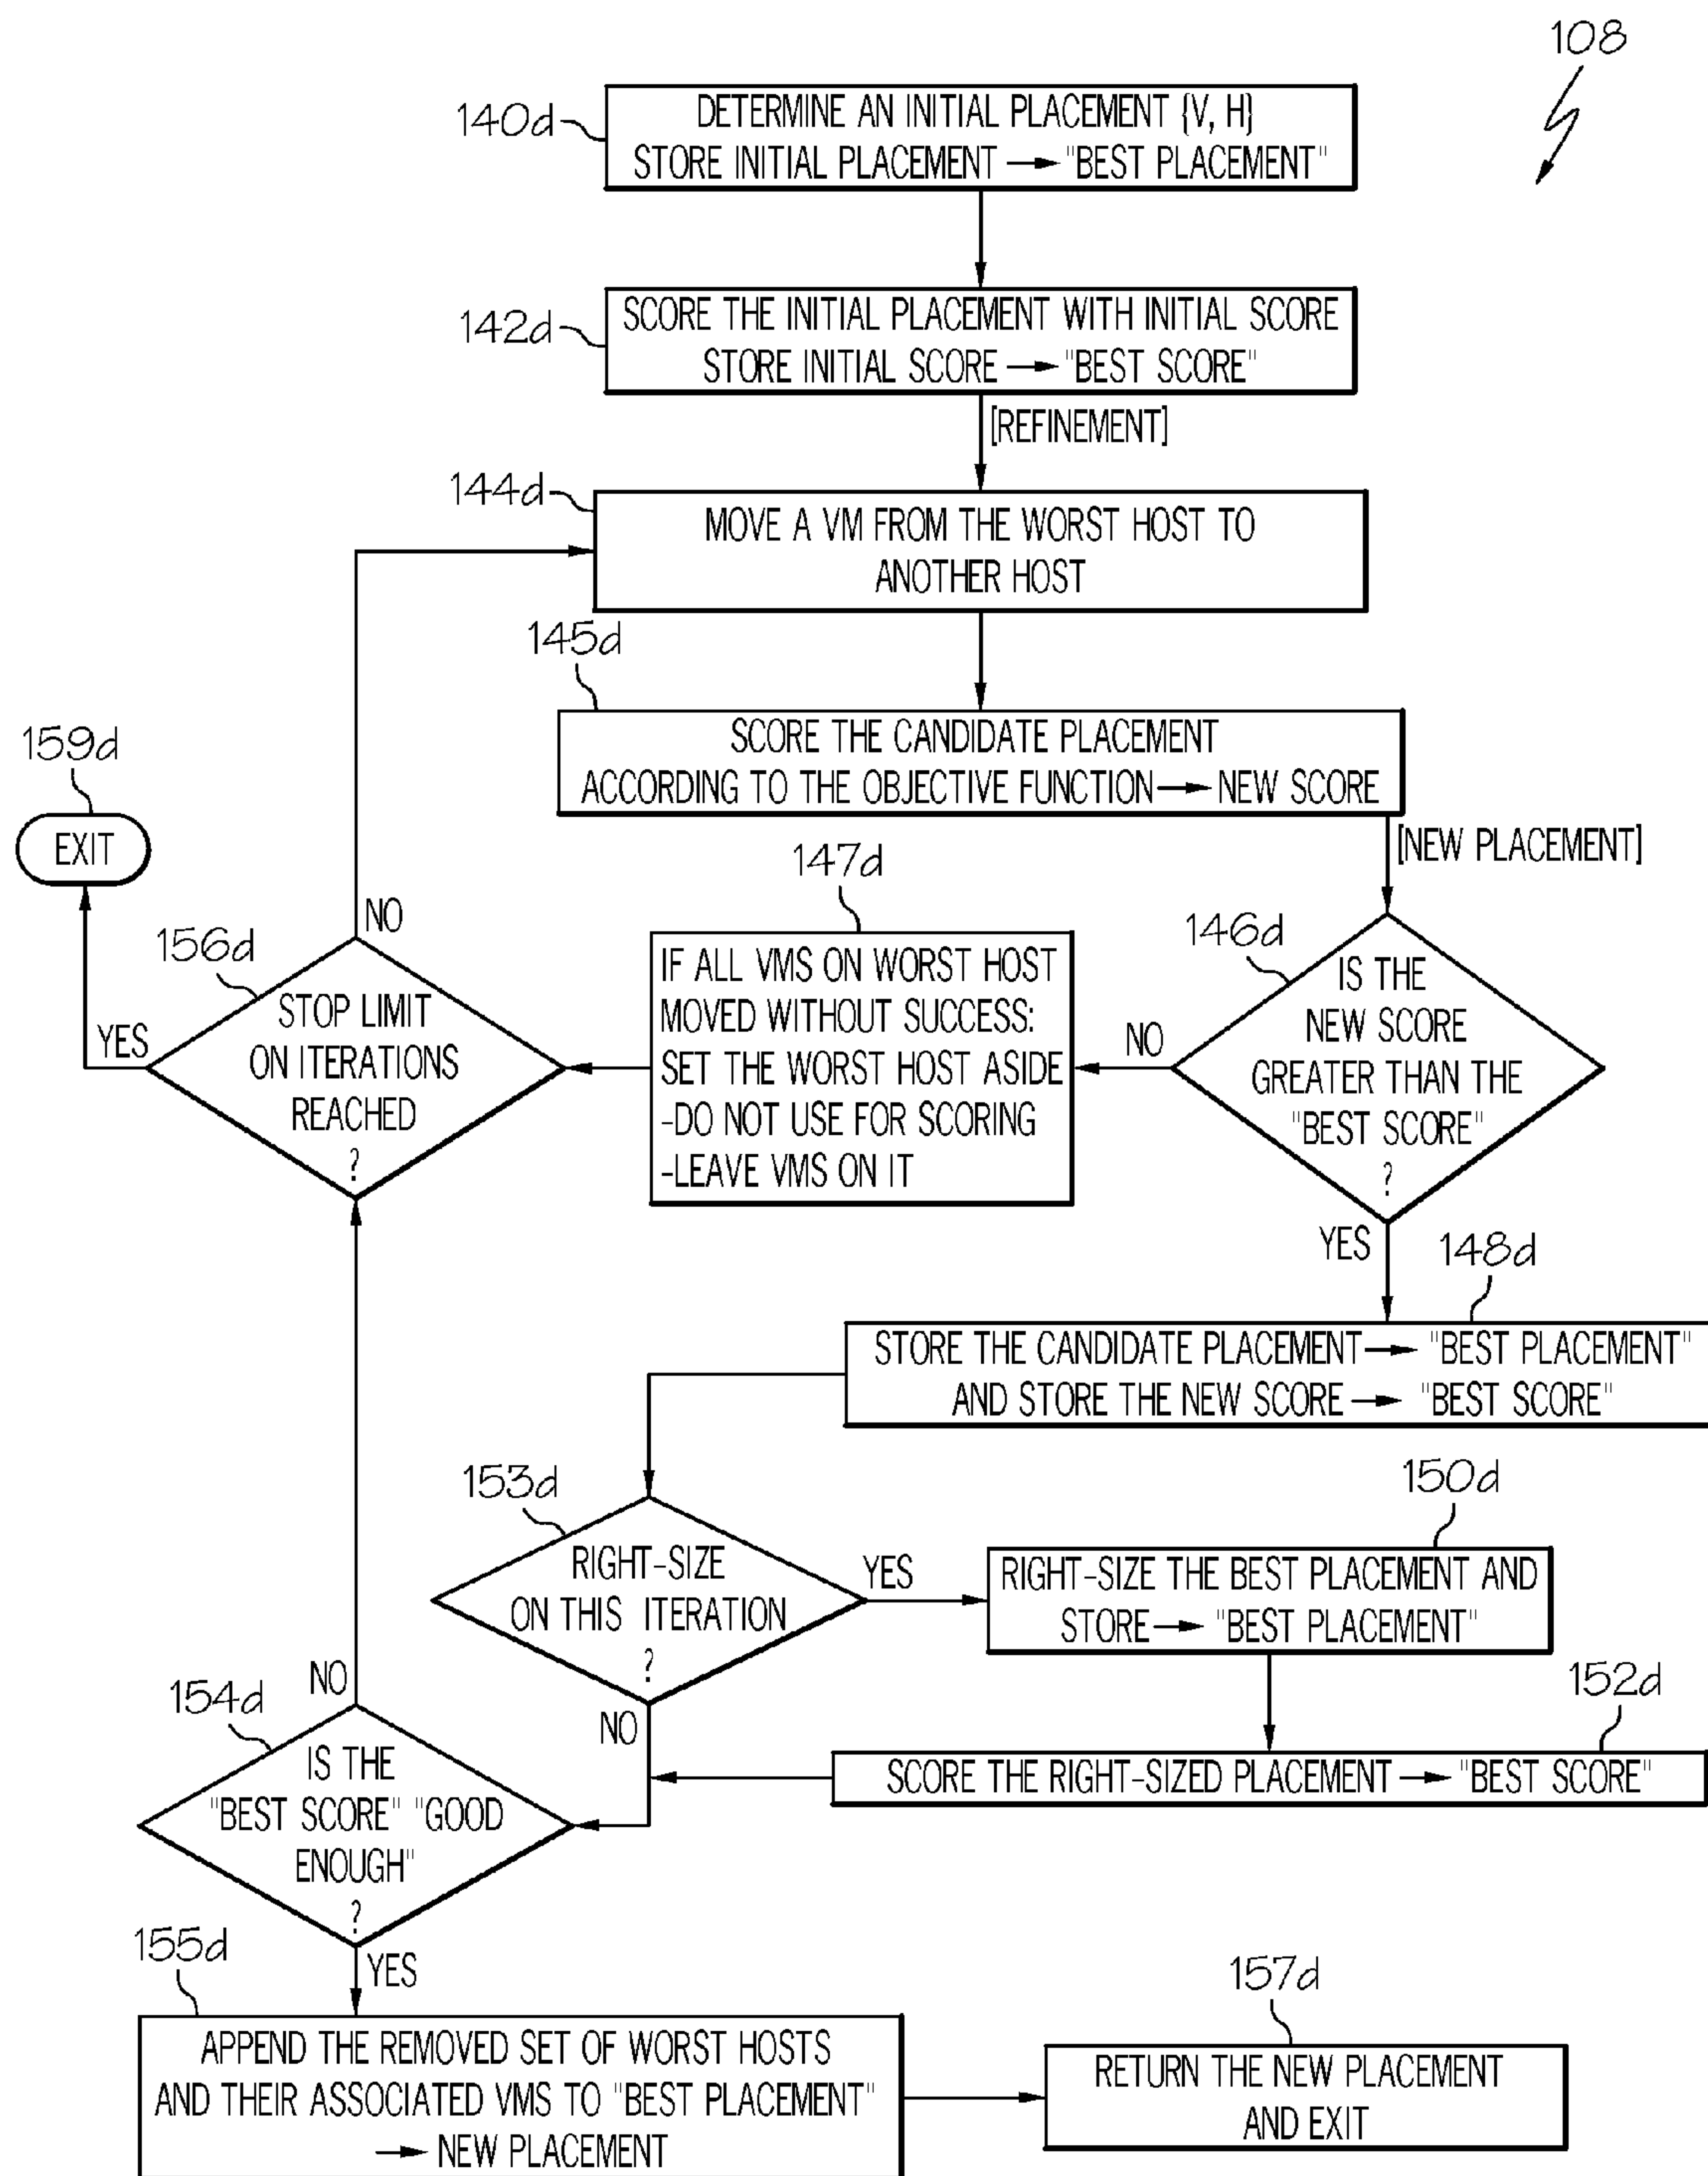 108
140d
DETERMINE AN INITIAL PLACEMENT {V, H}
STORE INITIAL PLACEMENT → "BEST PLACEMENT"
142d
SCORE THE INITIAL PLACEMENT WITH INITIAL SCORE
STORE INITIAL SCORE → "BEST SCORE"
[REFINEMENT]
144d
MOVE A VM FROM THE WORST HOST TO
ANOTHER HOST
145d
SCORE THE CANDIDATE PLACEMENT
ACCORDING TO THE OBJECTIVE FUNCTION → NEW SCORE
[NEW PLACEMENT]
159d
EXIT
146d
IS THE
NEW SCORE
GREATER THAN THE
"BEST SCORE"
?
NO
YES
147d
IF ALL VMS ON WORST HOST
MOVED WITHOUT SUCCESS:
SET THE WORST HOST ASIDE
-DO NOT USE FOR SCORING
-LEAVE VMS ON IT
156d
STOP LIMIT
ON ITERATIONS
REACHED
?
NO
YES
148d
STORE THE CANDIDATE PLACEMENT → "BEST PLACEMENT"
AND STORE THE NEW SCORE → "BEST SCORE"
153d
RIGHT-SIZE
ON THIS ITERATION
?
YES
NO
150d
RIGHT-SIZE THE BEST PLACEMENT AND
STORE → "BEST PLACEMENT"
152d
SCORE THE RIGHT-SIZED PLACEMENT → "BEST SCORE"
154d
IS THE
"BEST SCORE" "GOOD
ENOUGH"
?
NO
YES
155d
APPEND THE REMOVED SET OF WORST HOSTS
AND THEIR ASSOCIATED VMS TO "BEST PLACEMENT"
→ NEW PLACEMENT
157d
RETURN THE NEW PLACEMENT
AND EXIT